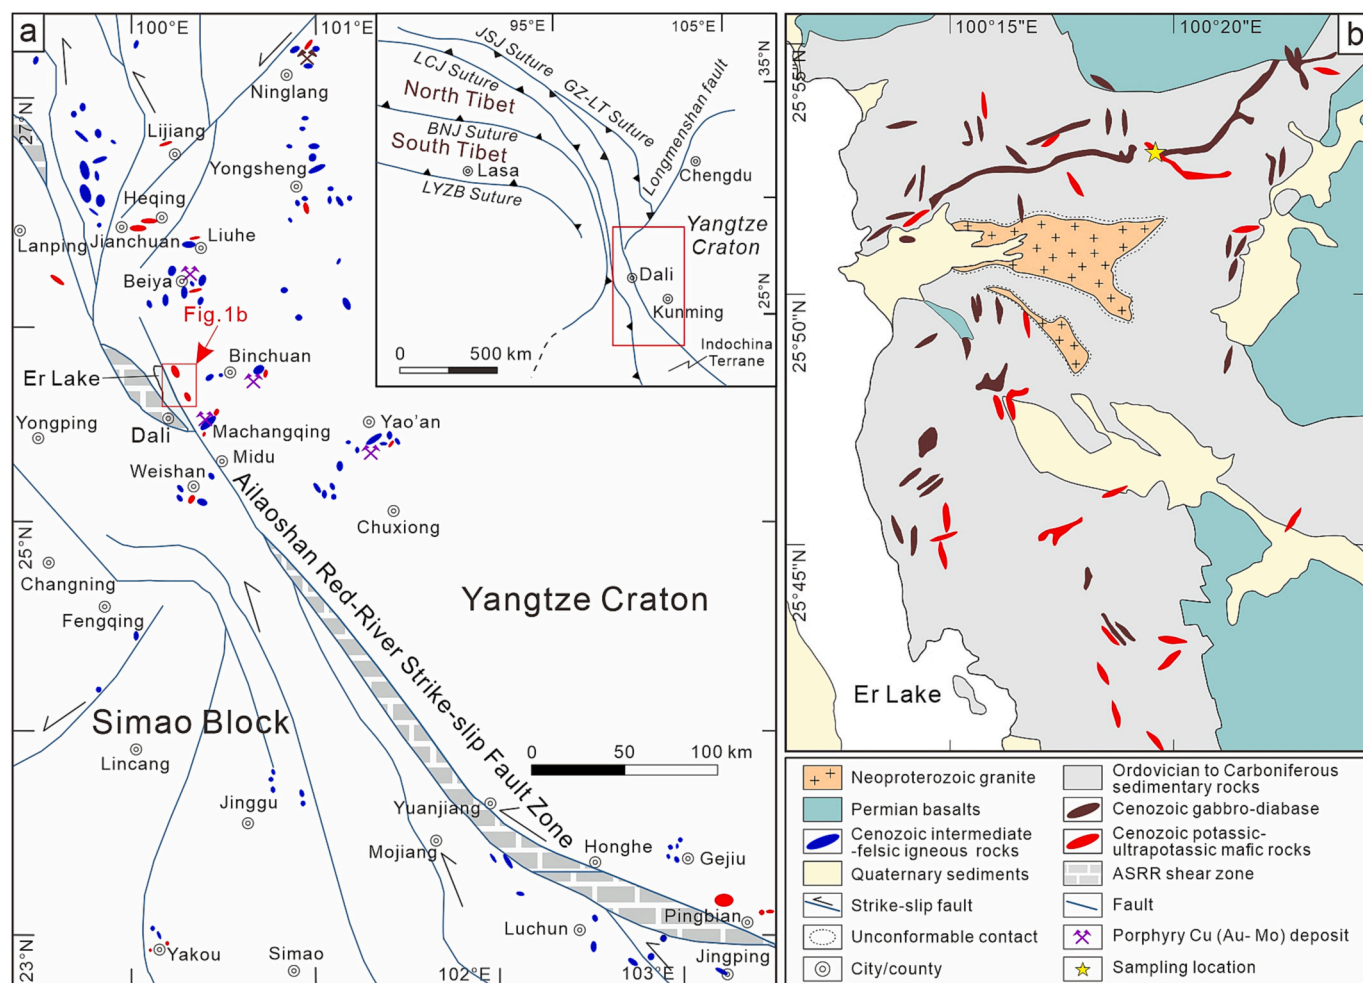 a
100°E
101°E
27°N
Ninglang
Lijiang
Yongsheng
Heqing
Lanping
Jianchuan
Liuhe
Beiya
Fig.1b
Binchuan
Er Lake
Yongping
Dali
Machangqing
Yao'an
Midu
Weishan
Chuxiong
25°N
Changning
Fengqing
Ailaoshan Red-River Strike-slip Fault Zone
Yangtze Craton
Simao Block
Lincang
0 50 100 km
Jinggu
Yuanjiang
Mojiang
Honghe
Gejiu
Pingbian
Luchun
Yakou
Simao
Jingping
23°N
102°E
103°E
95°E
105°E
35°N
JSJ Suture
LCJ Suture
GZ-LT Suture
North Tibet
BNJ Suture
South Tibet
Lasa
LYZB Suture
Longmenshan fault
Chengdu
Yangtze
Craton
Dali
25°N
Kunming
0 500 km
Indochina
Terrane
b
100°15"E
100°20"E
25°55"N
25°50"N
25°45"N
Er Lake
Neoproterozoic granite
Permian basalts
Cenozoic intermediate
-felsic igneous rocks
Quaternary sediments
Strike-slip fault
Unconformable contact
City/county
Ordovician to Carboniferous
sedimentary rocks
Cenozoic gabbro-diabase
Cenozoic potassic-
ultrapotassic mafic rocks
ASRR shear zone
Fault
Porphyry Cu (Au- Mo) deposit
Sampling location